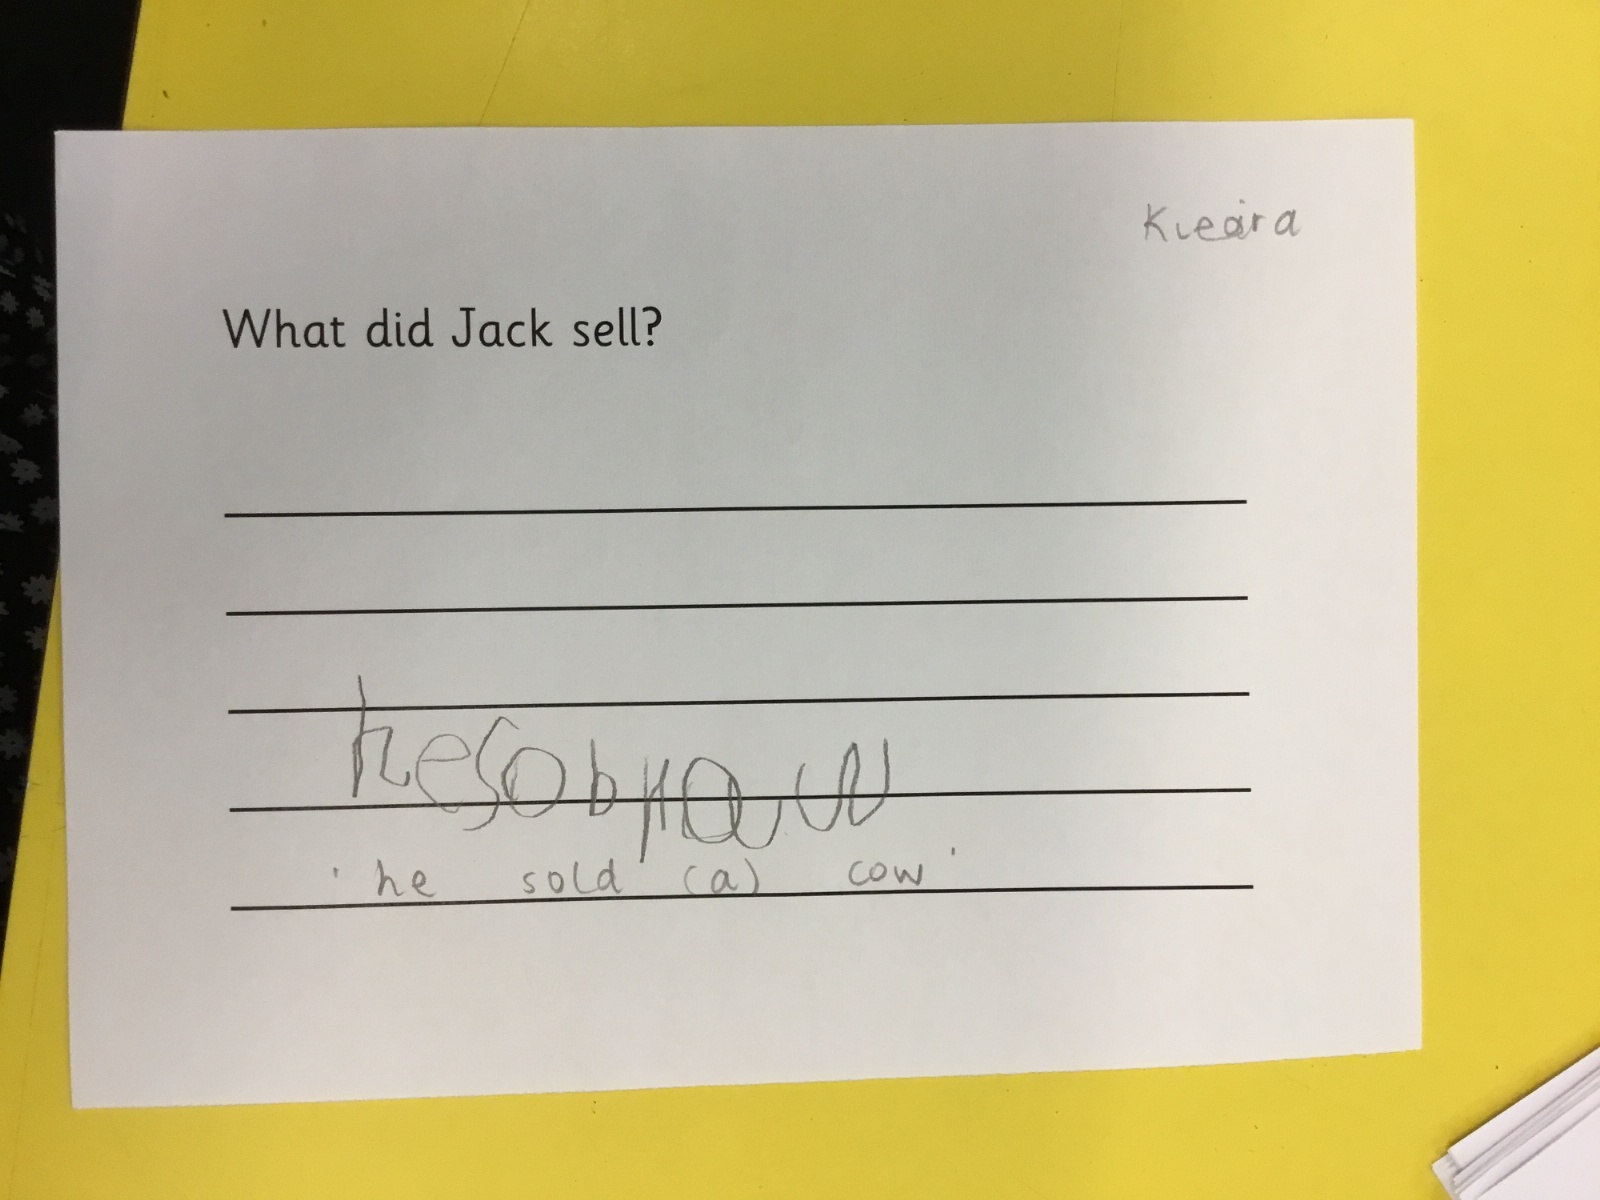 Kieara
What did Jack sell?
'he sold (a) cow'